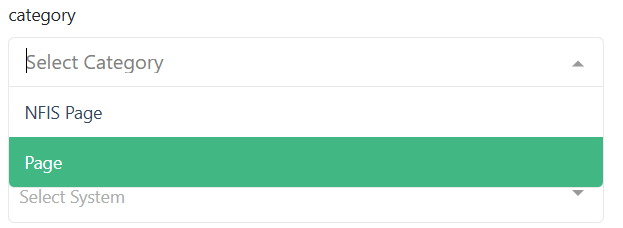 category
Select Category
NFIS Page
Page
Select System